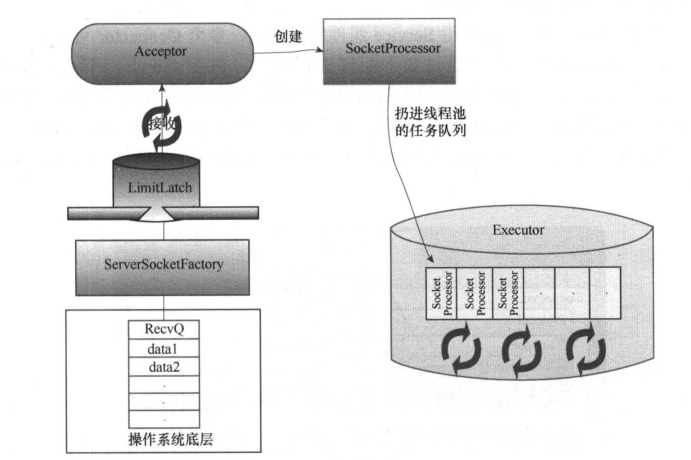 Acceptor
创建
SocketProcessor
接收
扔进线程池
的任务队列
LimitLatch
Executor
ServerSocketFactory
Socket
Processor
Socket
Processor
Socket
Processor
.
.
.
RecvQ
data1
data2
.
.
.
操作系统底层